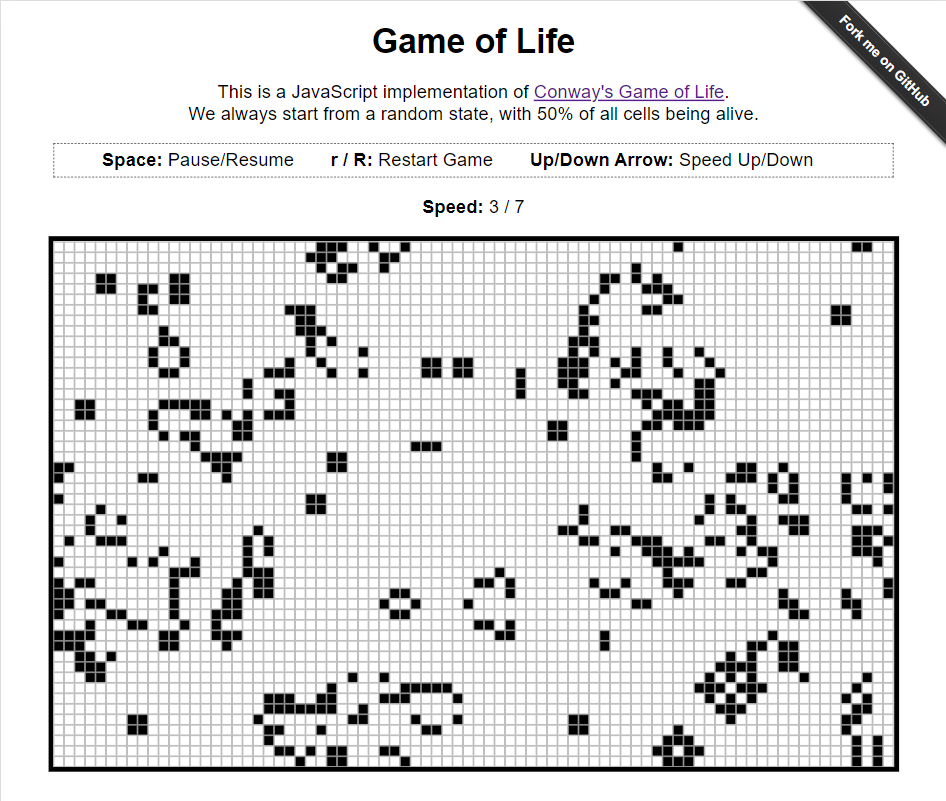 Fork me on GitHub
Game of Life
This is a JavaScript implementation of Conway's Game of Life.
We always start from a random state, with 50% of all cells being alive.
Space: Pause/Resume r / R: Restart Game Up/Down Arrow: Speed Up/Down
Speed: 3 / 7